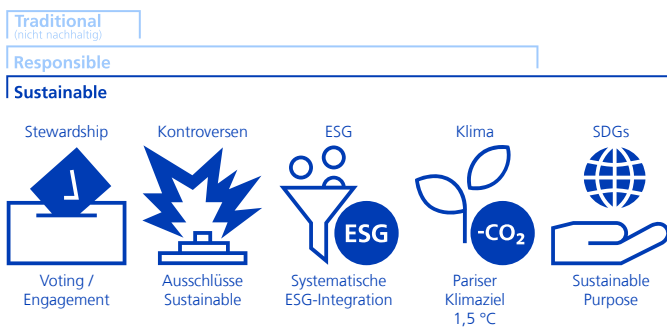 Traditional
(nicht nachhaltig)
Responsible
Sustainable
Stewardship
Kontroversen
ESG
Klima
SDGs
ESG
-CO₂
Voting /
Engagement
Ausschlüsse
Sustainable
Systematische
ESG-Integration
Pariser
Klimaziel
1,5 °C
Sustainable
Purpose